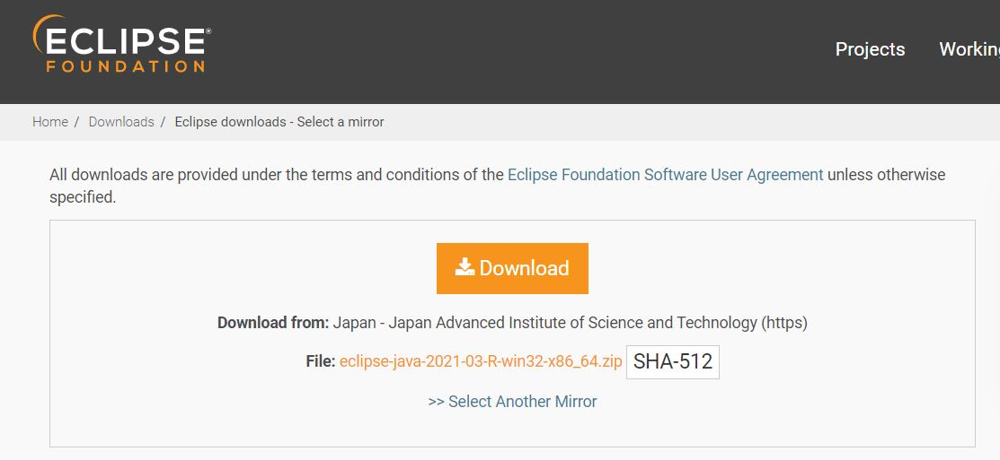 ECLIPSE®
FOUNDATION
Projects Working
Home / Downloads / Eclipse downloads - Select a mirror
All downloads are provided under the terms and conditions of the Eclipse Foundation Software User Agreement unless otherwise
specified.
Download
Download from: Japan - Japan Advanced Institute of Science and Technology (https)
File: eclipse-java-2021-03-R-win32-x86_64.zip SHA-512
>> Select Another Mirror